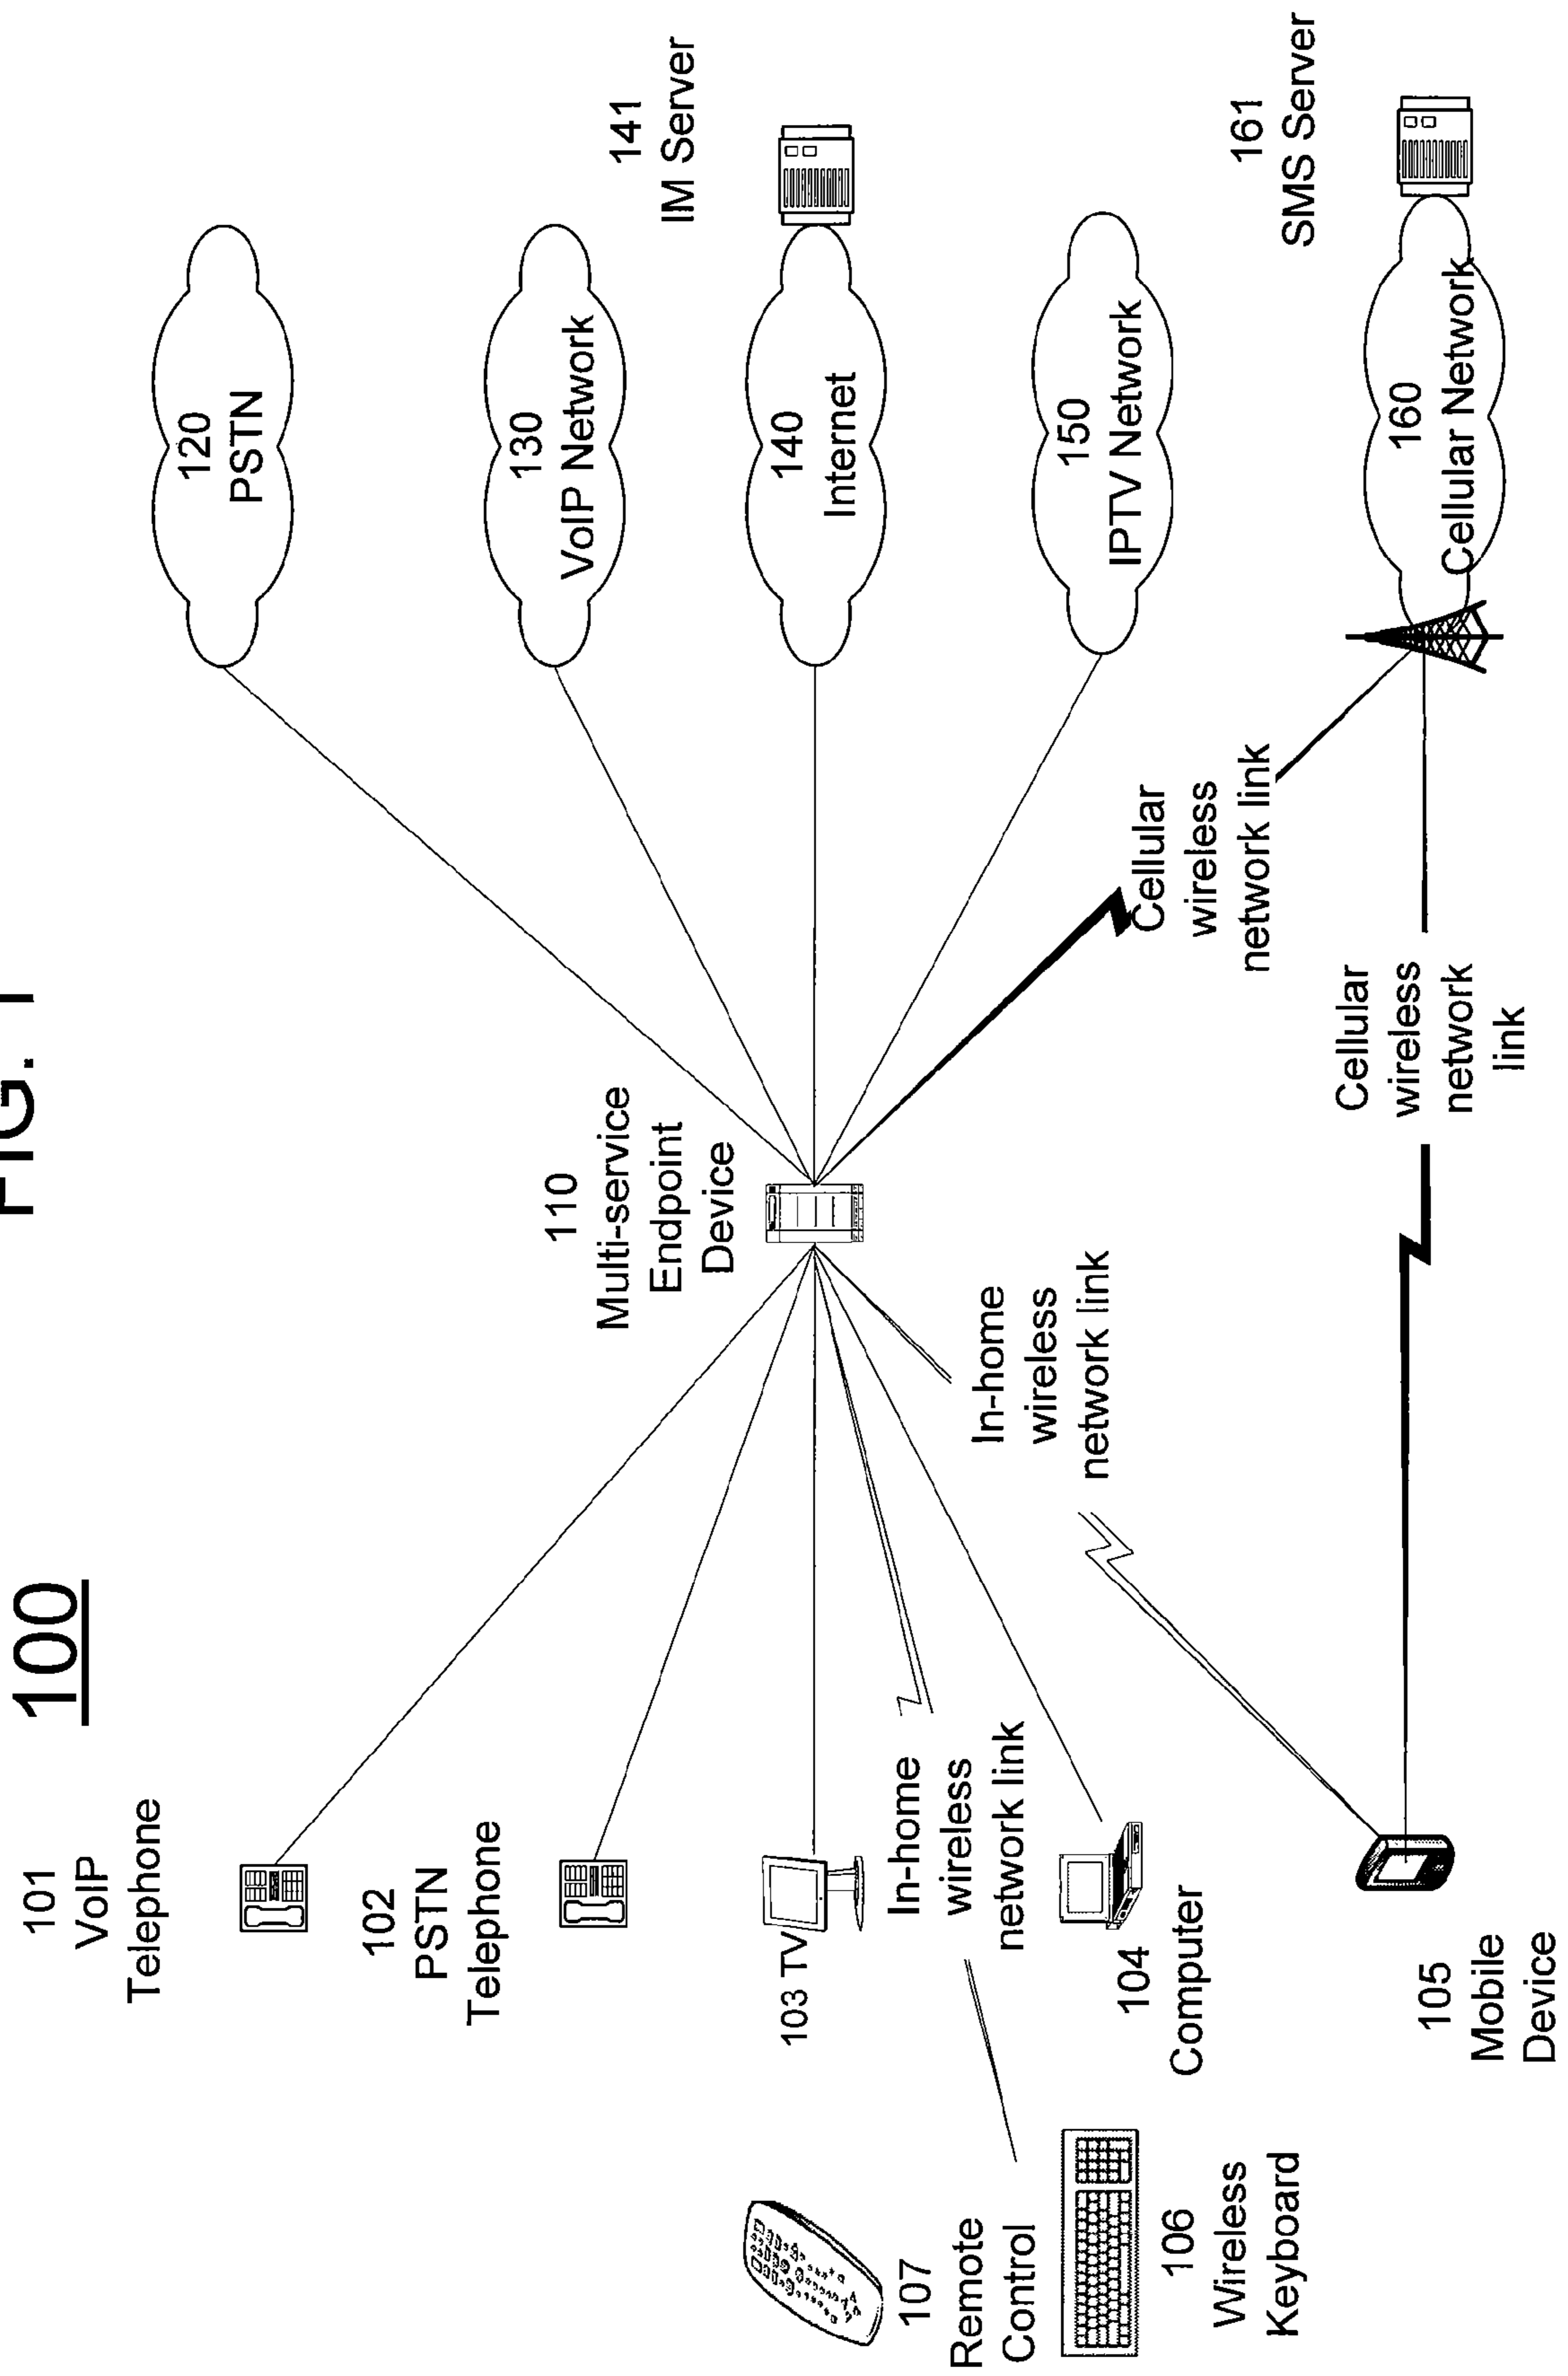 FIG. 1
100
101
VoIP
Telephone
102
PSTN
Telephone
103 TV
104
Computer
105
Mobile
Device
107
Remote
Control
106
Wireless
Keyboard
In-home
wireless
network link
In-home
wireless
network link
110
Multi-service
Endpoint
Device
Cellular
wireless
network link
Cellular
wireless
network
link
120
PSTN
130
VoIP Network
140
Internet
150
IPTV Network
160
Cellular Network
141
IM Server
161
SMS Server